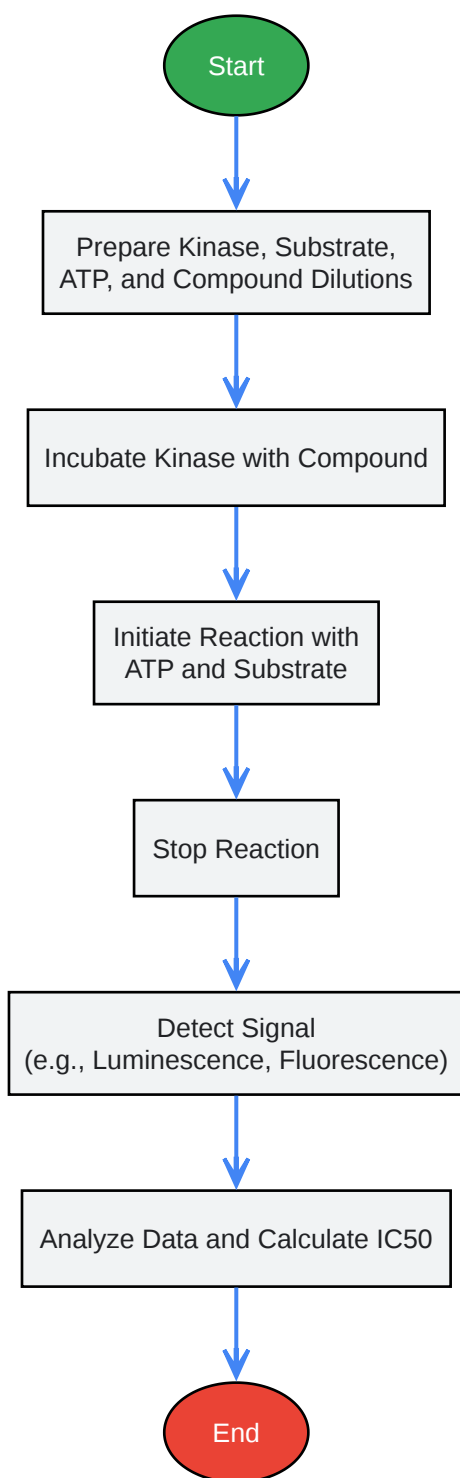 Start
Prepare Kinase, Substrate,
ATP, and Compound Dilutions
Incubate Kinase with Compound
Initiate Reaction with
ATP and Substrate
Stop Reaction
Detect Signal
(e.g., Luminescence, Fluorescence)
Analyze Data and Calculate IC50
End